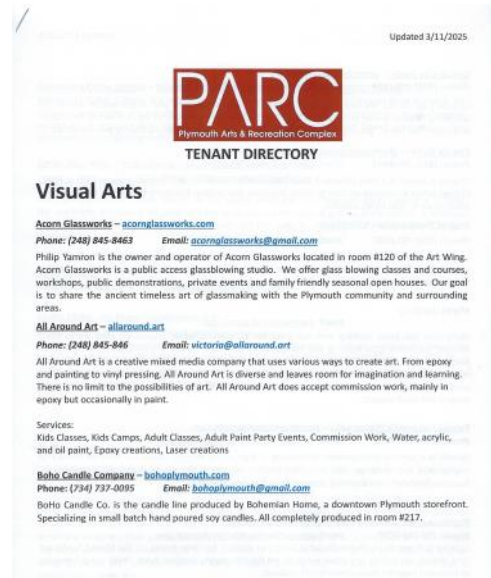 Updated 3/11/2025
PARC
Plymouth Arts & Recreation Complex
TENANT DIRECTORY
Visual Arts
Acorn Glassworks – acornglassworks.com
Phone: (248) 845-8463 Email: acornglassworks@gmail.com
Philip Yamron is the owner and operator of Acorn Glassworks located in room #120 of the Art Wing.
Acorn Glassworks is a public access glassblowing studio. We offer glass blowing classes and courses,
workshops, public demonstrations, private events and family friendly seasonal open houses. Our goal
is to share the ancient timeless art of glassmaking with the Plymouth community and surrounding
areas.
All Around Art – allaround.art
Phone: (248) 845-846 Email: victoria@allaround.art
All Around Art is a creative mixed media company that uses various ways to create art. From epoxy
and painting to vinyl pressing. All Around Art is diverse and leaves room for imagination and learning.
There is no limit to the possibilities of art. All Around Art does accept commission work, mainly in
epoxy but occasionally in paint.
Services:
Kids Classes, Kids Camps, Adult Classes, Adult Paint Party Events, Commission Work, Water, acrylic,
and oil paint, Epoxy creations, Laser creations
Boho Candle Company – bohoplymouth.com
Phone: (734) 737-0095 Email: bohoplymouth@gmail.com
BoHo Candle Co. is the candle line produced by Bohemian Home, a downtown Plymouth storefront.
Specializing in small batch hand poured soy candles. All completely produced in room #217.